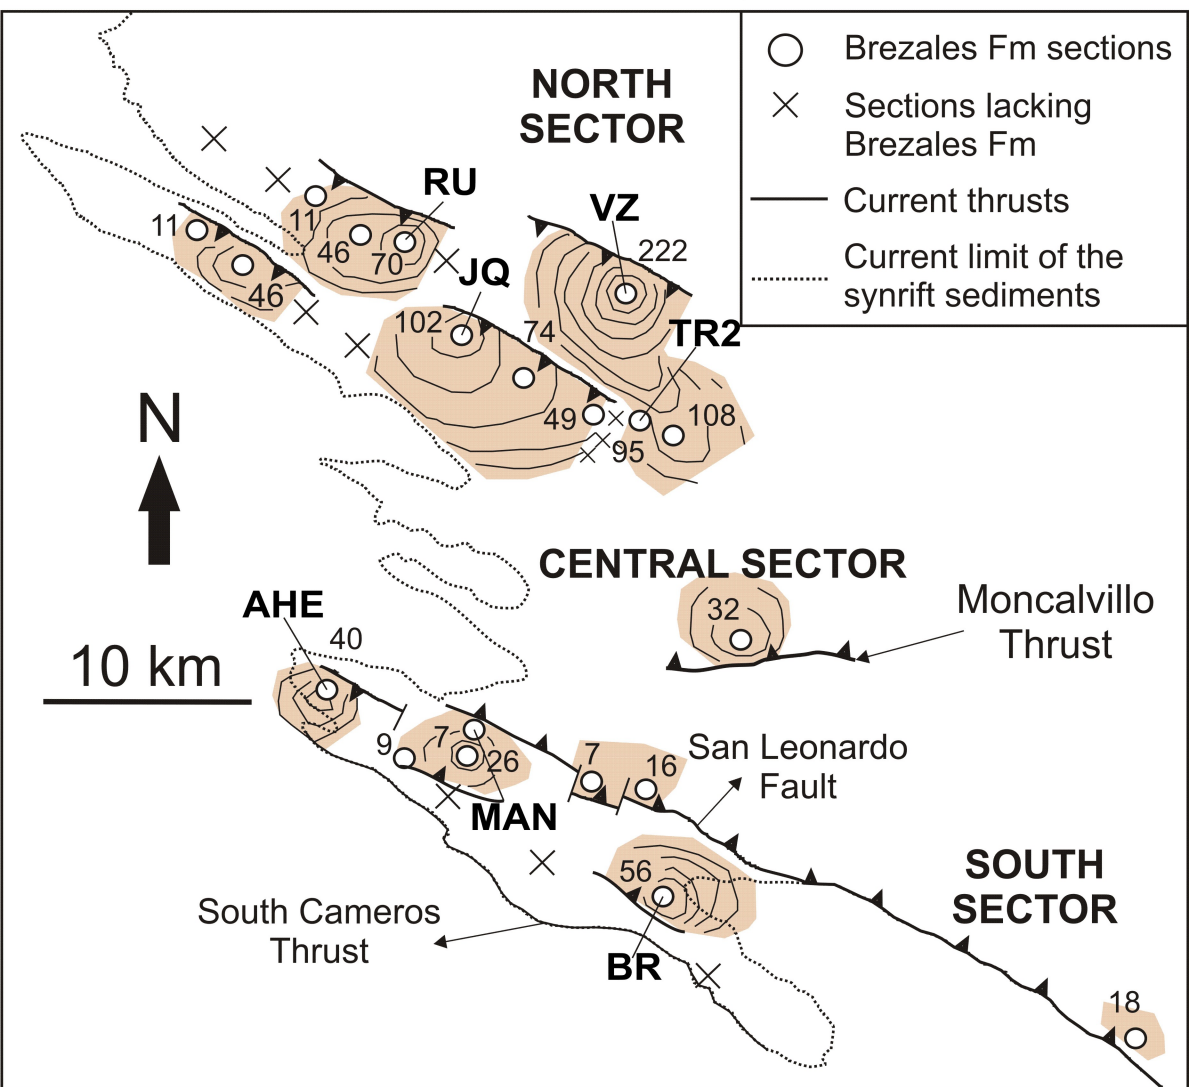 NORTH
SECTOR
Brezales Fm sections
Sections lacking
Brezales Fm
Current thrusts
Current limit of the
synrift sediments
RU
VZ
11
11
46
70
222
JQ
46
102
74
TR2
N
49
108
95
CENTRAL SECTOR
AHE
32
Moncalvillo
Thrust
40
10 km
9
7
26
7
16
San Leonardo
Fault
MAN
56
SOUTH
SECTOR
South Cameros
Thrust
BR
18